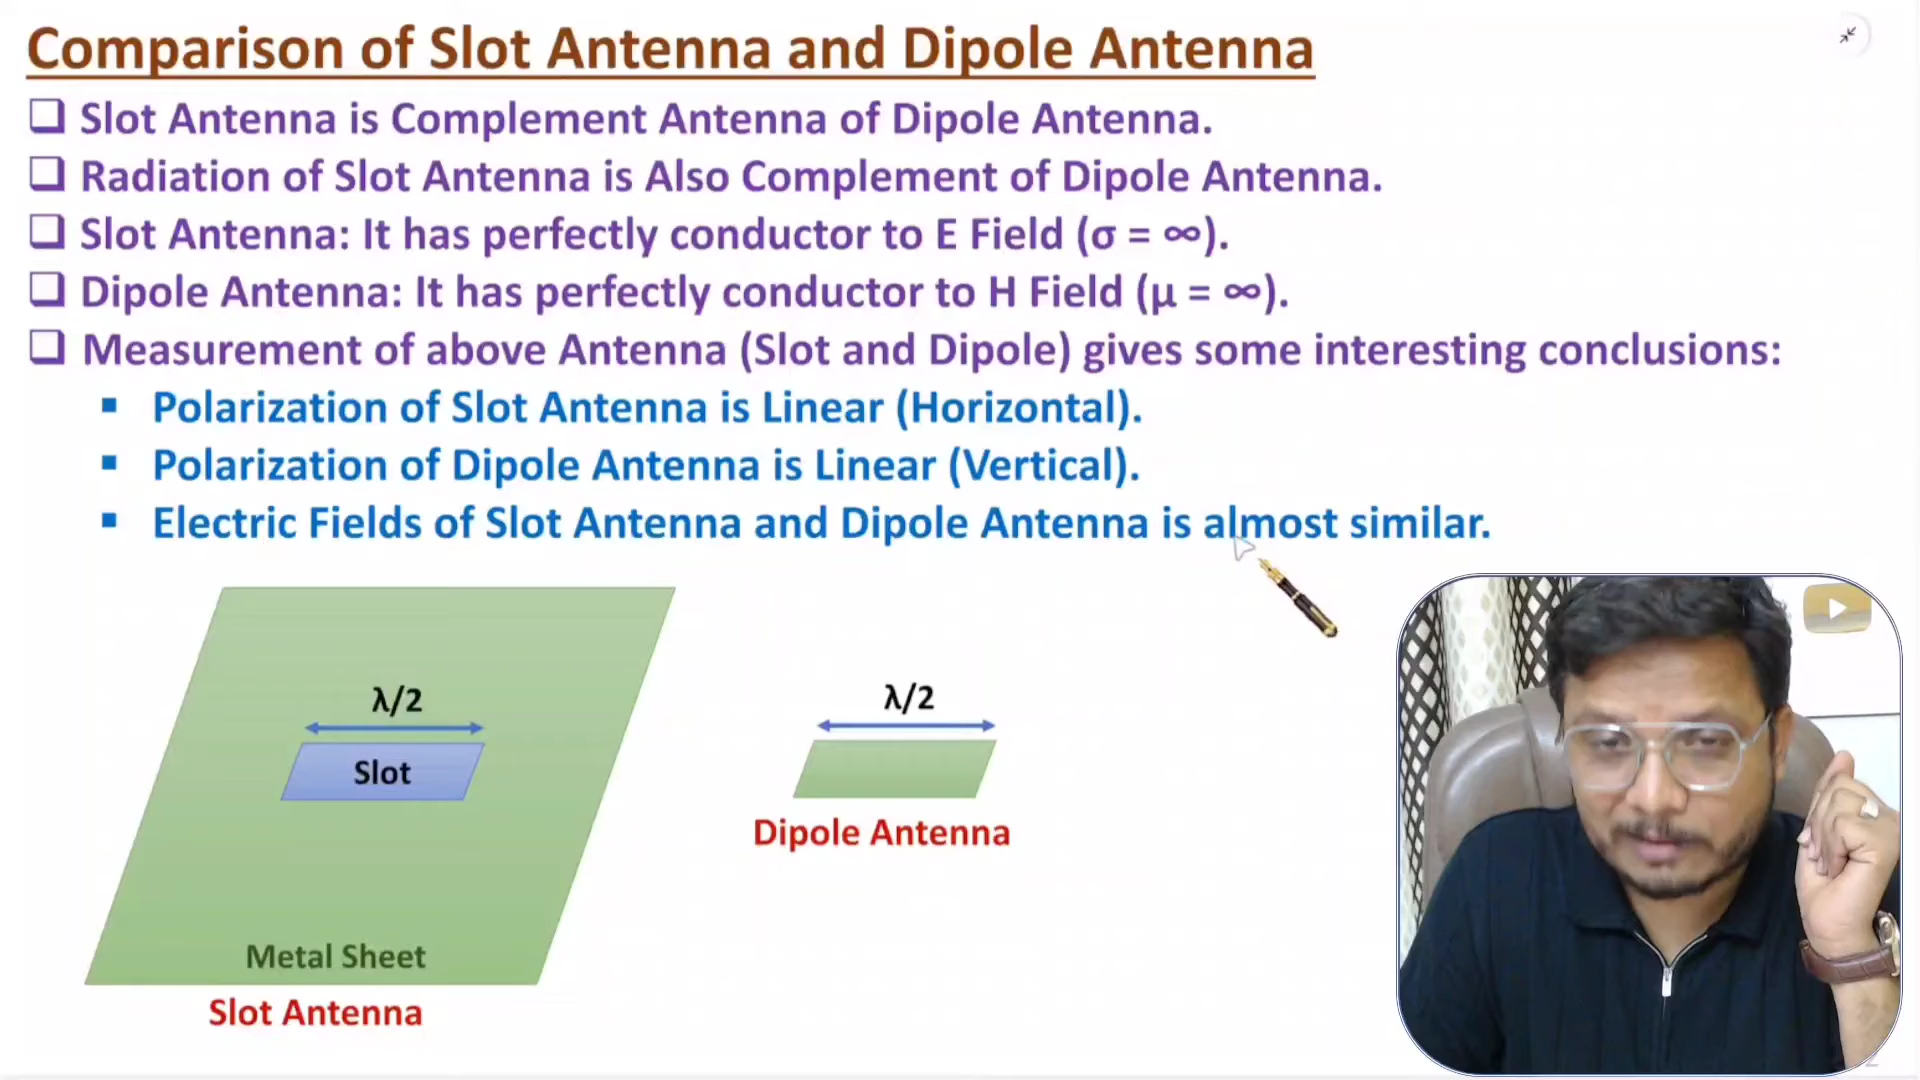 Comparison of Slot Antenna and Dipole Antenna
Slot Antenna is Complement Antenna of Dipole Antenna.
Radiation of Slot Antenna is Also Complement of Dipole Antenna.
Slot Antenna: It has perfectly conductor to E Field (σ = ∞).
Dipole Antenna: It has perfectly conductor to H Field (μ = ∞).
Measurement of above Antenna (Slot and Dipole) gives some interesting conclusions:
Polarization of Slot Antenna is Linear (Horizontal).
Polarization of Dipole Antenna is Linear (Vertical).
Electric Fields of Slot Antenna and Dipole Antenna is almost similar.
λ/2
Slot
Metal Sheet
Slot Antenna
λ/2
Dipole Antenna